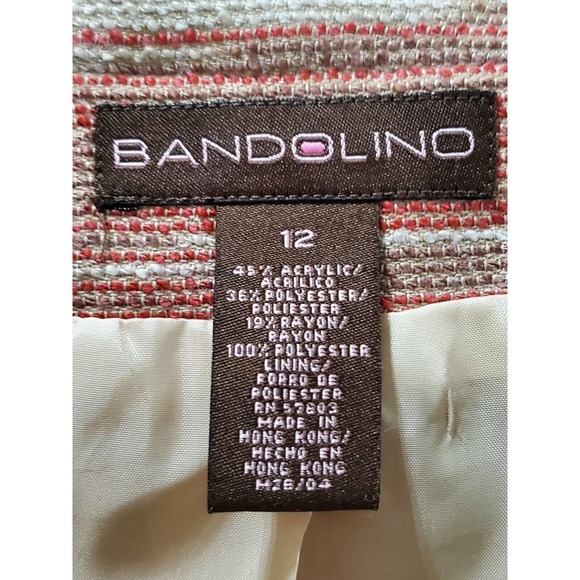 BANDOLINO
12
45% ACRYLIC/
ACRILICO
36% POLYESTER/
POLIESTER
19% RAYON/
RAYON
100% POLYESTER
LINING/
FORRO DE
POLIESTER
RN 57803
MADE IN
HONG KONG/
HECHO EN
HONG KONG
M28/04